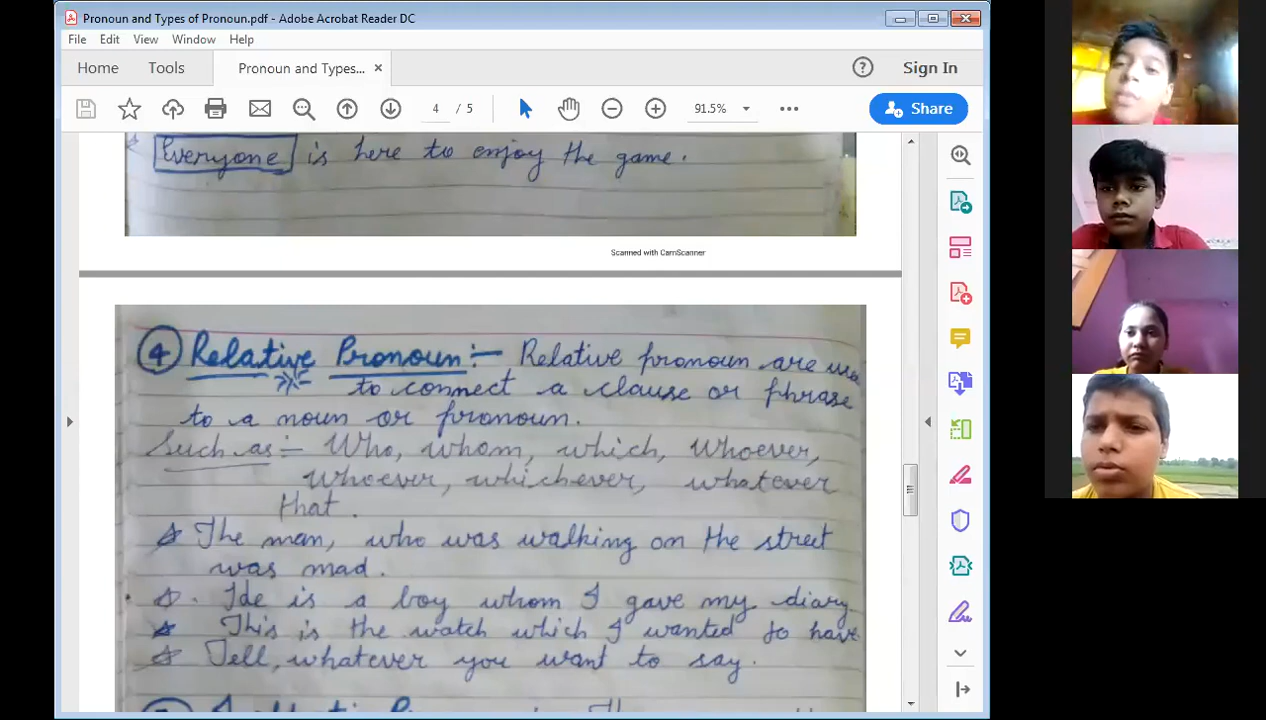 Pronoun and Types of Pronoun.pdf - Adobe Acrobat Reader DC
File Edit View Window Help
Home Tools Pronoun and Types... × Sign In
4 / 5 91.5% Share
Everyone is here to enjoy the game.
Scanned with CamScanner
4 Relative Pronoun :- Relative pronoun are use
to connect a clause or phrase
to a noun or pronoun.
Such as :- Who, whom, which, Whoever,
Whoever, whichever, whatever
that.
The man, who was walking on the street
was mad.
He is a boy whom I gave my diary
This is the watch which I wanted to have
Tell, whatever you want to say.